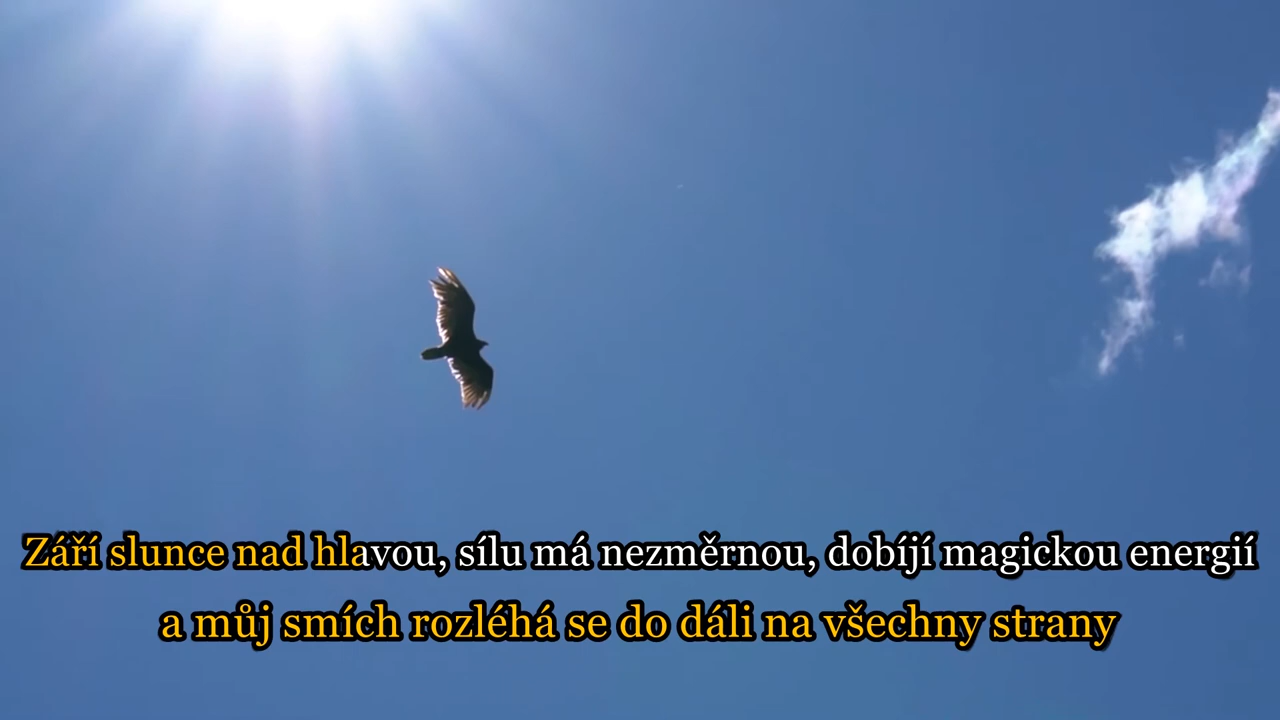 Září slunce nad hlavou, sílu má nezměrnou, dobíjí magickou energií
a můj smích rozléhá se do dáli na všechny strany